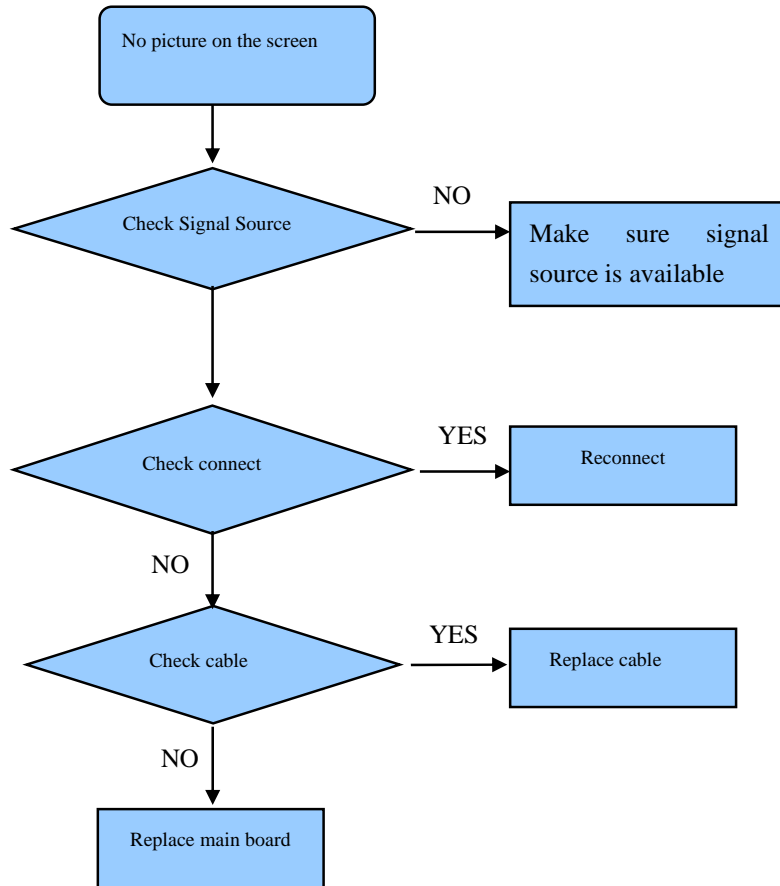 No picture on the screen
Check Signal Source
NO
Make sure signal
source is available
Check connect
YES
Reconnect
NO
Check cable
YES
Replace cable
NO
Replace main board